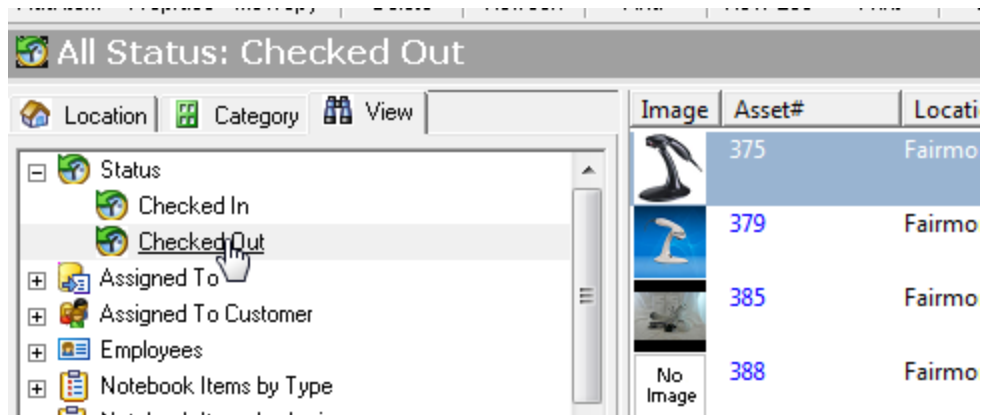 All Status: Checked Out
Location Category View
Image Asset# Locati
Status
Checked In
Checked Out
Assigned To
Assigned To Customer
Employees
Notebook Items by Type
375 Fairmo
379 Fairmo
385 Fairmo
No Image 388 Fairmo